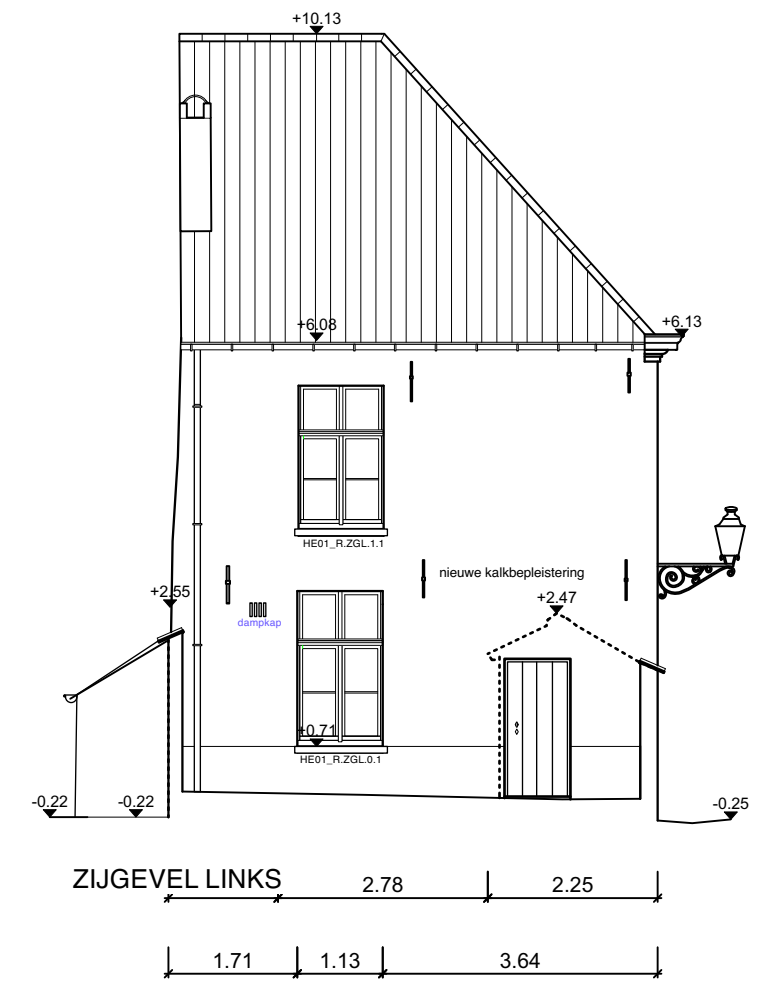 +10.13
+6.08
+6.13
HE01_R.ZGL.1.1
nieuwe kalkbepleistering
+2.55
+2.47
dampkap
+0.71
HE01_R.ZGL.0.1
-0.22
-0.22
-0.25
ZIJGEVEL LINKS
2.78
2.25
1.71
1.13
3.64